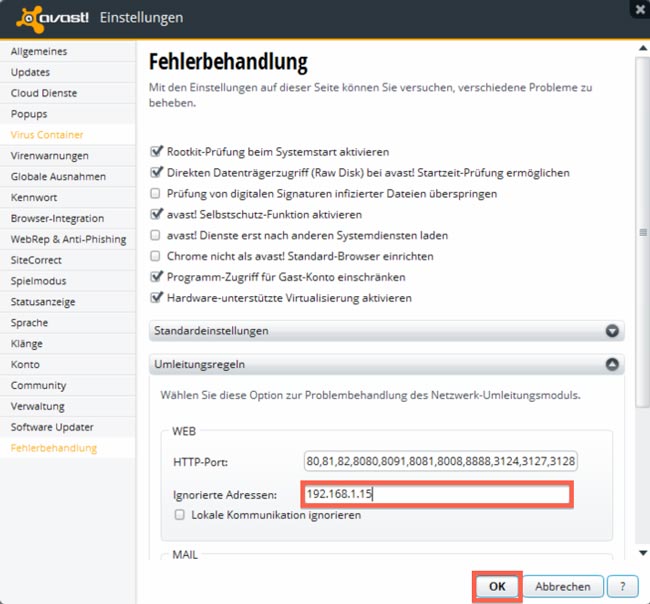 avast! Einstellungen
Allgemeines
Updates
Cloud Dienste
Popups
Virus Container
Virenwarnungen
Globale Ausnahmen
Kennwort
Browser-Integration
WebRep & Anti-Phishing
SiteCorrect
Spielmodus
Statusanzeige
Sprache
Klänge
Konto
Community
Verwaltung
Software Updater
Fehlerbehandlung
Fehlerbehandlung
Mit den Einstellungen auf dieser Seite können Sie versuchen, verschiedene Probleme zu
beheben.
Rootkit-Prüfung beim Systemstart aktivieren
Direkten Datenträgerzugriff (Raw Disk) bei avast! Startzeit-Prüfung ermöglichen
Prüfung von digitalen Signaturen infizierter Dateien überspringen
avast! Selbstschutz-Funktion aktivieren
avast! Dienste erst nach anderen Systemdiensten laden
Chrome nicht als avast! Standard-Browser einrichten
Programm-Zugriff für Gast-Konto einschränken
Hardware-unterstützte Virtualisierung aktivieren
Standardeinstellungen
Umleitungsregeln
Wählen Sie diese Option zur Problembehandlung des Netzwerk-Umleitungsmoduls.
WEB
HTTP-Port: 80,81,82,8080,8091,8081,8008,8888,3124,3127,3128
Ignorierte Adressen: 192.168.1.15
Lokale Kommunikation ignorieren
MAIL
OK Abbrechen ?